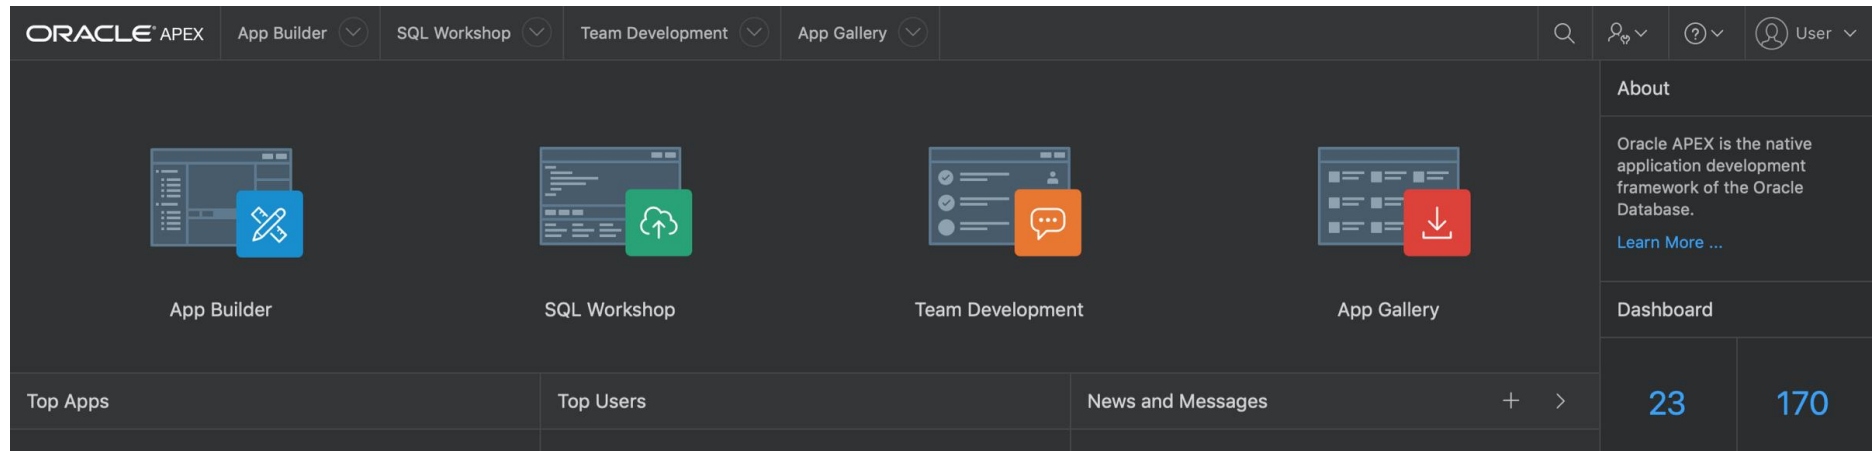 ORACLE APEX App Builder SQL Workshop Team Development App Gallery User
About
Oracle APEX is the native
application development
framework of the Oracle
Database.
Learn More ...
App Builder SQL Workshop Team Development App Gallery
Dashboard
Top Apps Top Users News and Messages
23 170